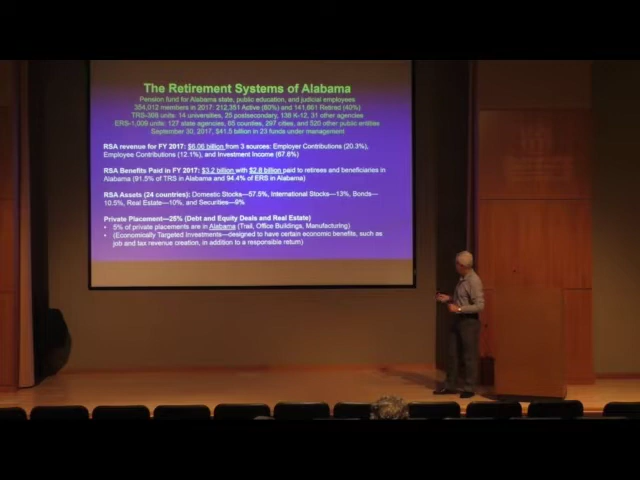 The Retirement Systems of Alabama
Pension fund for Alabama state, public education, and judicial employees
354,012 members in 2017: 212,351 Active (60%) and 141,661 Retired (40%)
units: 14 universities, 25 postsecondary, 138 K-12, 31 other agencies
units: 127 state agencies, 65 counties, 297 cities, and 520 other public entities
September 30, 2017, $41.5 billion in 23 funds under management
RSA revenue for FY 2017: $6.06 billion from 3 sources: Employer Contributions (20.3%),
Employee Contributions (12.1%), and Investment Income (67.6%)
RSA Benefits Paid in FY 2017: $3.2 billion with $2.8 billion paid to retirees and beneficiaries in
Alabama (91.5% of TRS in Alabama and 94.4% of ERS in Alabama)
RSA Assets (24 countries): Domestic Stocks—57.5%, International Stocks—13%, Bonds—
10.5%, Real Estate—10%, and Securities—9%
Private Placement—25% (Debt and Equity Deals and Real Estate)
• 5% of private placements are in Alabama (Trail, Office Buildings, Manufacturing)
• (Economically Targeted Investments—designed to have certain economic benefits, such as
job and tax revenue creation, in addition to a responsible return)